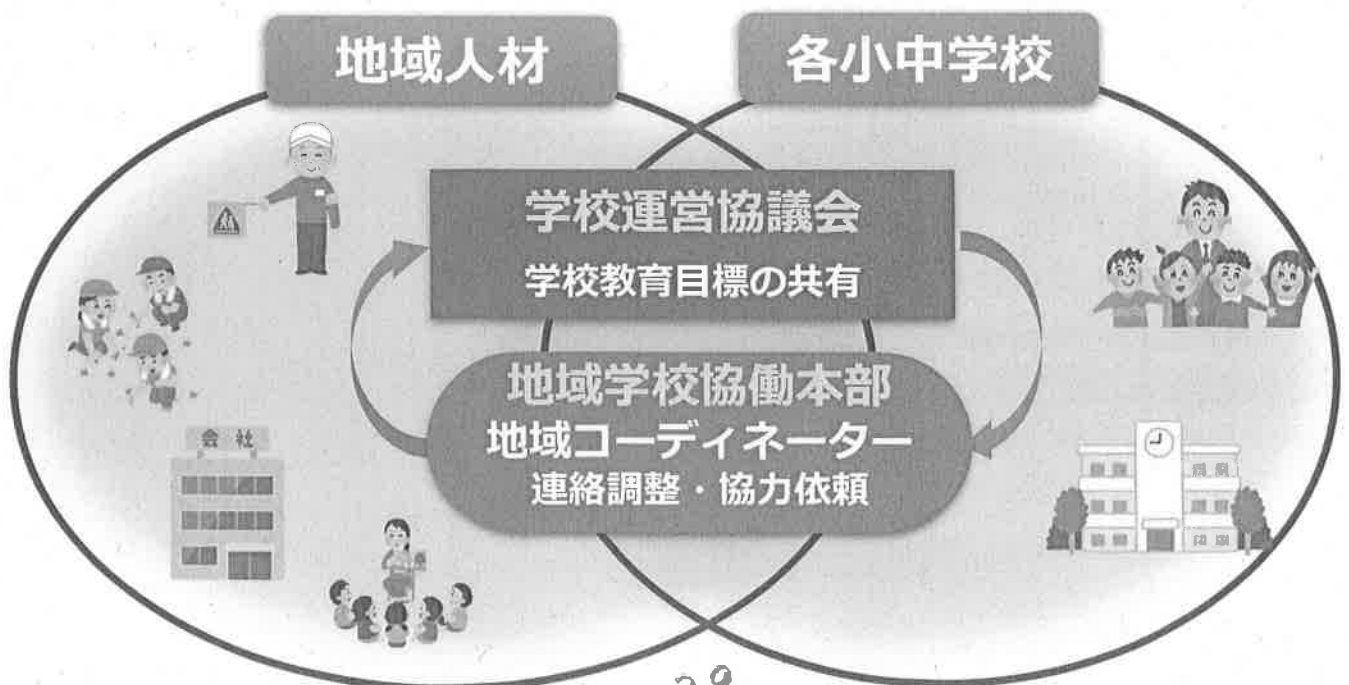 地域人材
各小中学校
学校運営協議会
学校教育目標の共有
地域学校協働本部
地域コーディネーター
連絡調整・協力依頼
会社